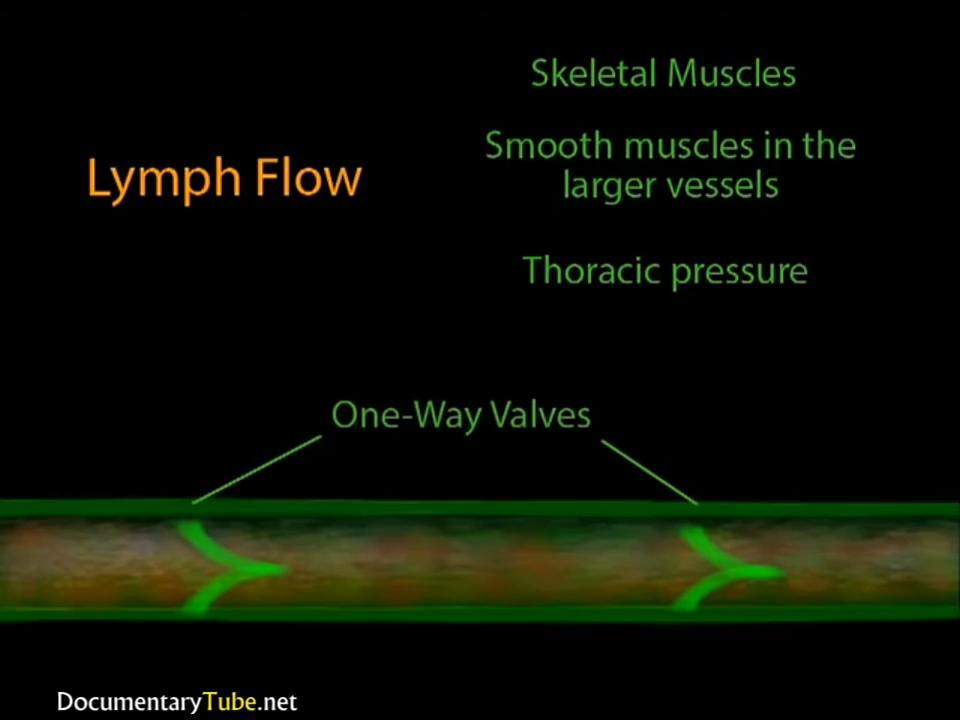 Lymph Flow
Skeletal Muscles
Smooth muscles in the
larger vessels
Thoracic pressure
One-Way Valves
DocumentaryTube.net